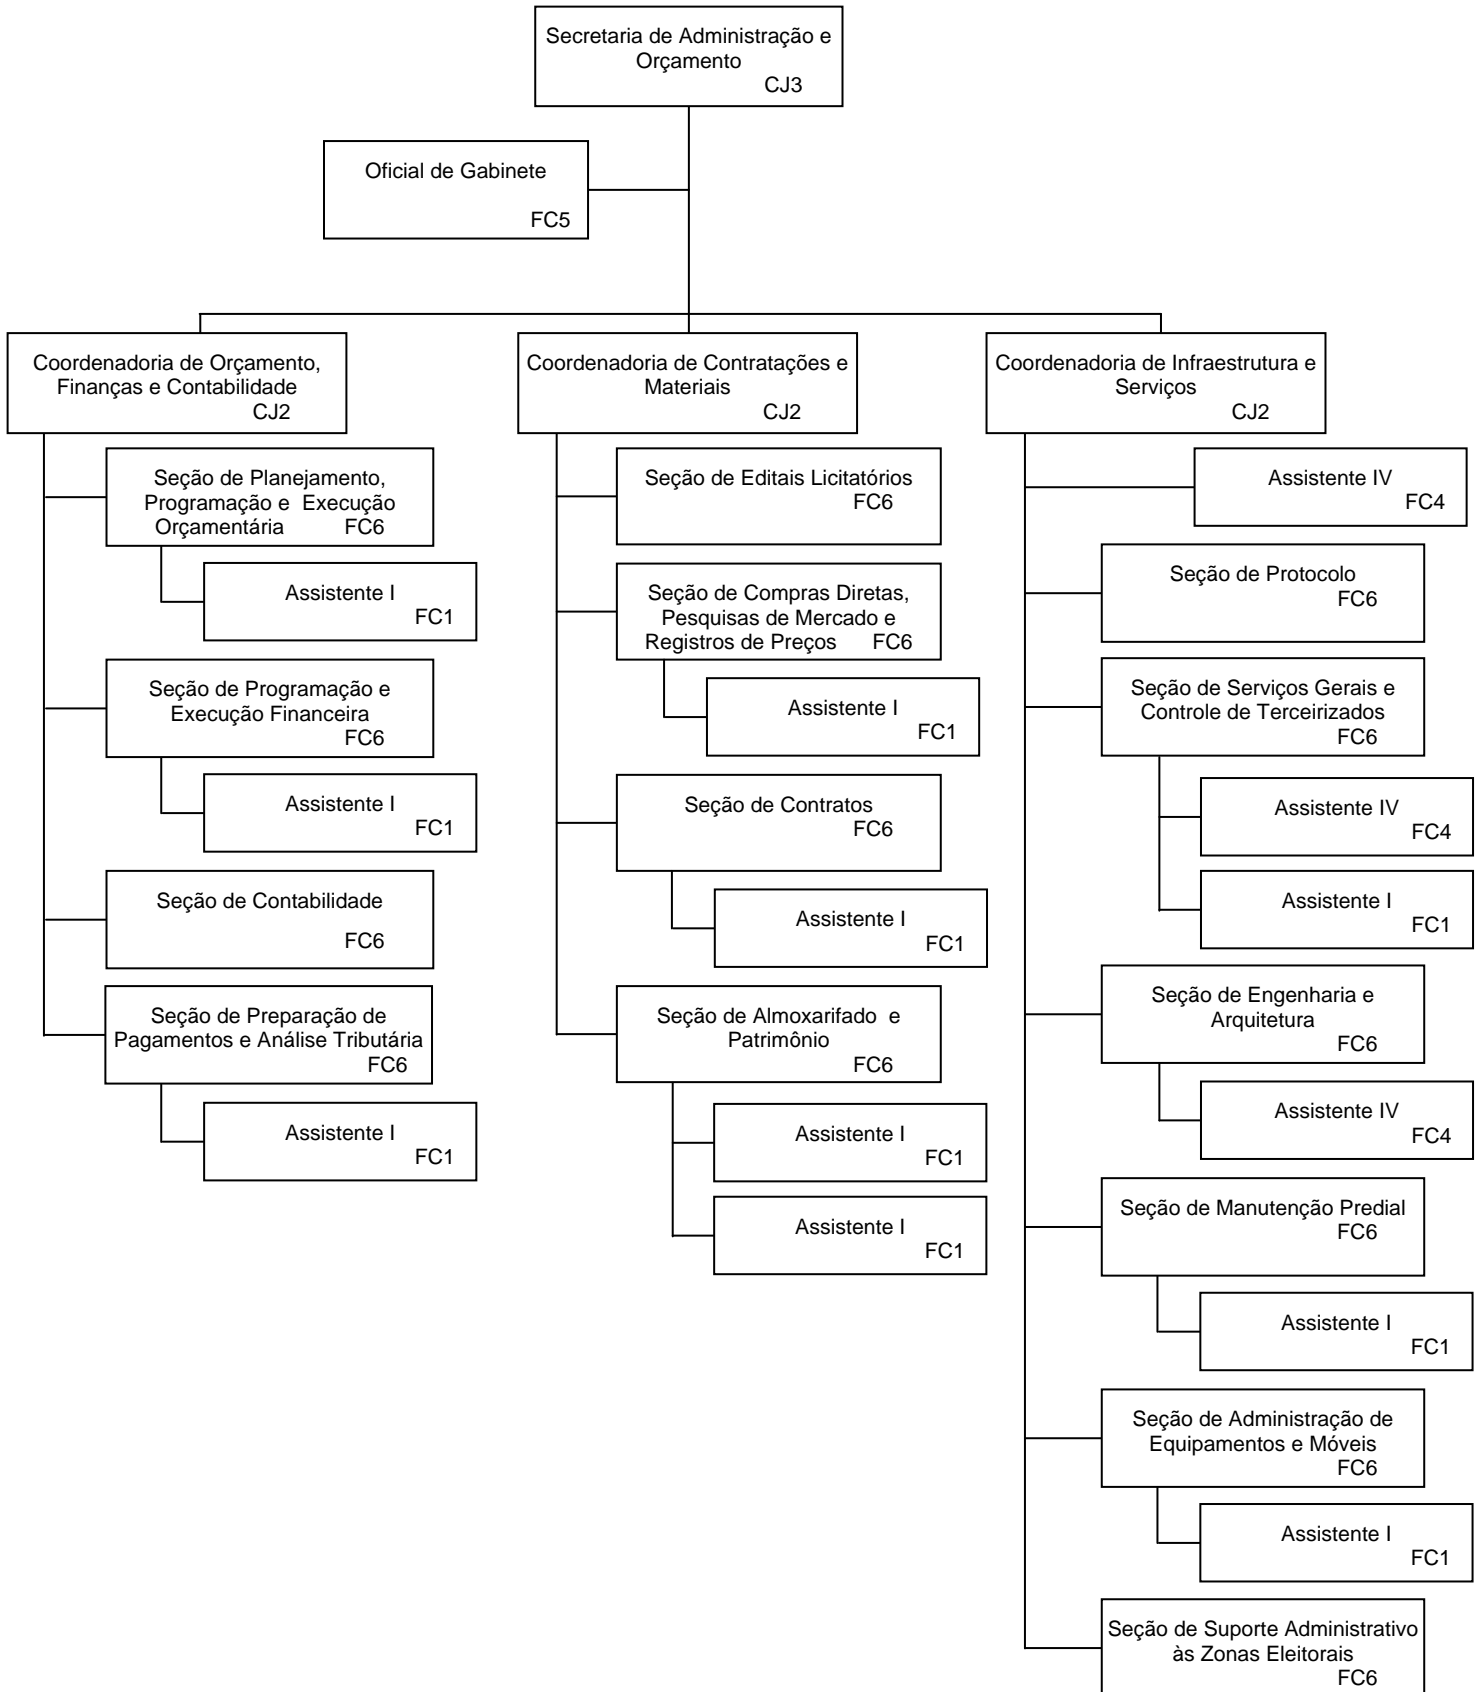 Secretaria de Administração e
Orçamento
CJ3
Oficial de Gabinete
FC5
Coordenadoria de Orçamento,
Finanças e Contabilidade
CJ2
Seção de Planejamento,
Programação e Execução
Orçamentária FC6
Assistente I
FC1
Seção de Programação e
Execução Financeira
FC6
Assistente I
FC1
Seção de Contabilidade
FC6
Seção de Preparação de
Pagamentos e Análise Tributária
FC6
Assistente I
FC1
Coordenadoria de Contratações e
Materiais
CJ2
Seção de Editais Licitatórios
FC6
Seção de Compras Diretas,
Pesquisas de Mercado e
Registros de Preços FC6
Assistente I
FC1
Seção de Contratos
FC6
Assistente I
FC1
Seção de Almoxarifado e
Patrimônio
FC6
Assistente I
FC1
Assistente I
FC1
Coordenadoria de Infraestrutura e
Serviços
CJ2
Assistente IV
FC4
Seção de Protocolo
FC6
Seção de Serviços Gerais e
Controle de Terceirizados
FC6
Assistente IV
FC4
Assistente I
FC1
Seção de Engenharia e
Arquitetura
FC6
Assistente IV
FC4
Seção de Manutenção Predial
FC6
Assistente I
FC1
Seção de Administração de
Equipamentos e Móveis
FC6
Assistente I
FC1
Seção de Suporte Administrativo
às Zonas Eleitorais
FC6